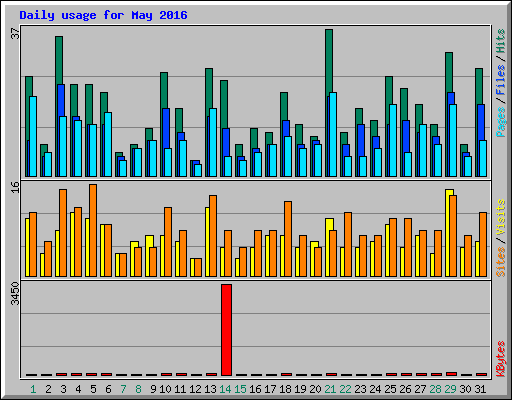 Daily usage for May 2016
37
Pages / Files / Hits
16
Sites / Visits
3450
KBytes
1 2 3 4 5 6 7 8 9 10 11 12 13 14 15 16 17 18 19 20 21 22 23 24 25 26 27 28 29 30 31